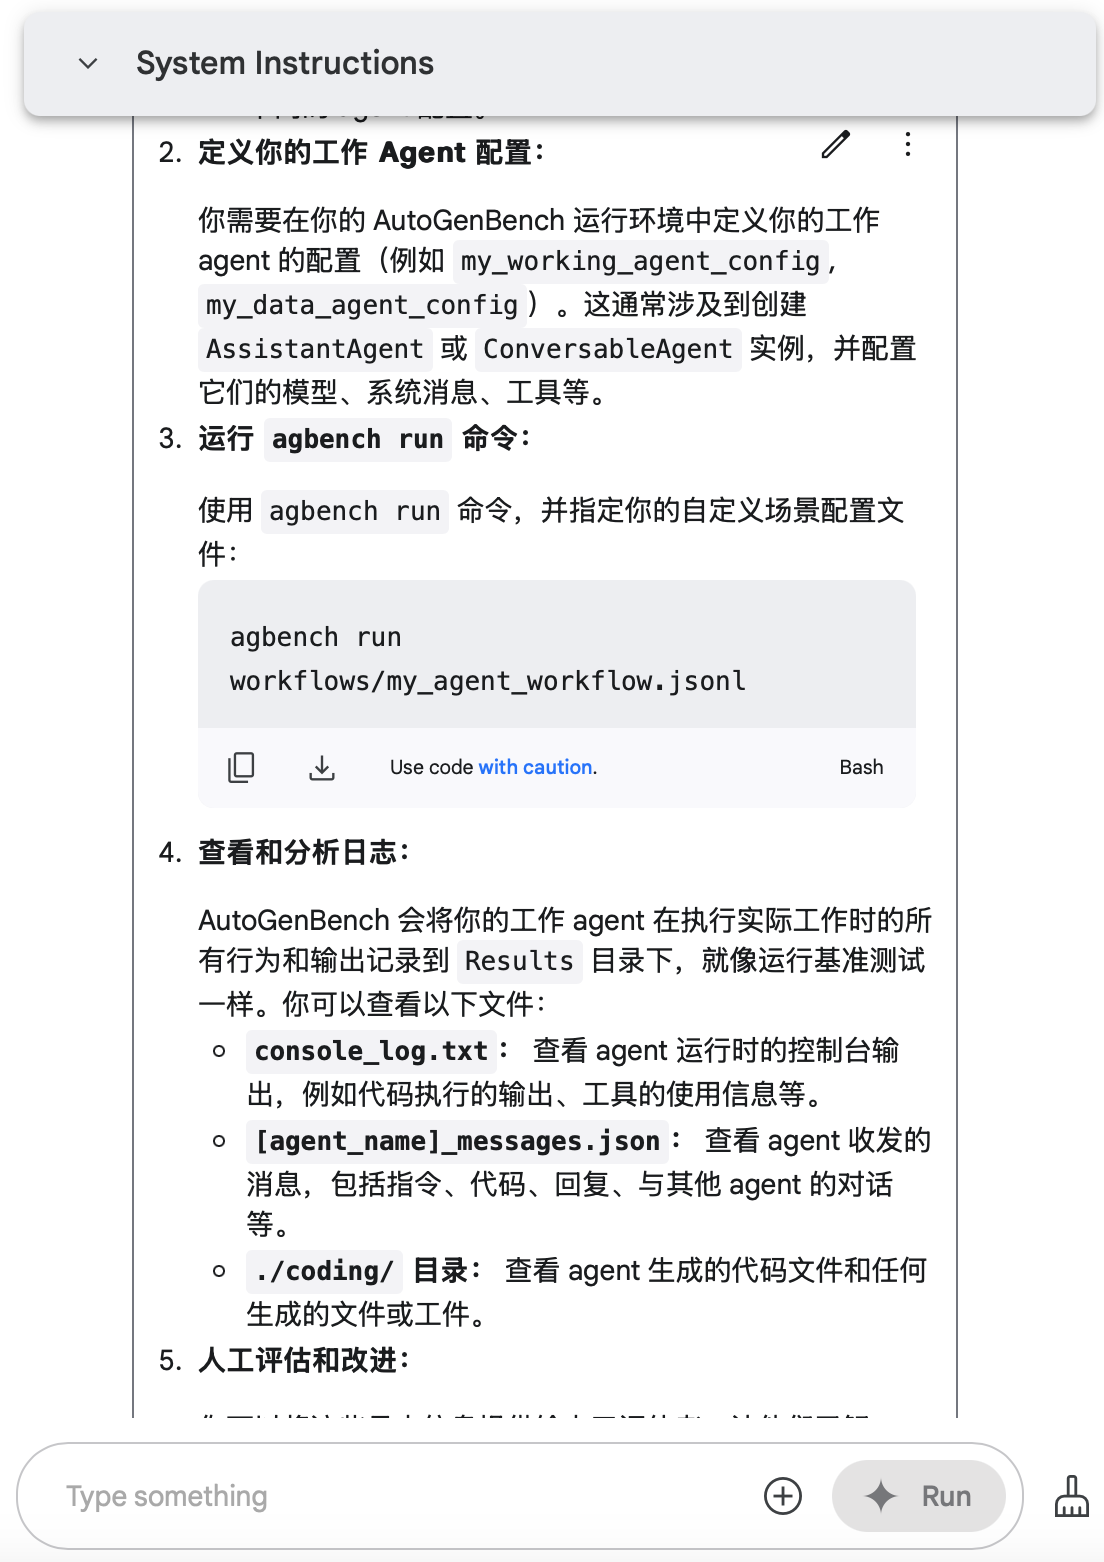 System Instructions
2. 定义你的工作 Agent 配置：
你需要在你的 AutoGenBench 运行环境中定义你的工作
agent 的配置（例如 my_working_agent_config,
my_data_agent_config）。这通常涉及到创建
AssistantAgent 或 ConversableAgent 实例，并配置
它们的模型、系统消息、工具等。
3. 运行 agbench run 命令：
使用 agbench run 命令，并指定你的自定义场景配置文
件：
agbench run
workflows/my_agent_workflow.jsonl
Use code with caution.
Bash
4. 查看和分析日志：
AutoGenBench 会将你的工作 agent 在执行实际工作时的所
有行为和输出记录到 Results 目录下，就像运行基准测试
一样。你可以查看以下文件：
console_log.txt： 查看 agent 运行时的控制台输
出，例如代码执行的输出、工具的使用信息等。
[agent_name]_messages.json： 查看 agent 收发的
消息，包括指令、代码、回复、与其他 agent 的对话
等。
./coding/ 目录： 查看 agent 生成的代码文件和任何
生成的文件或工件。
5. 人工评估和改进：
Type something
Run